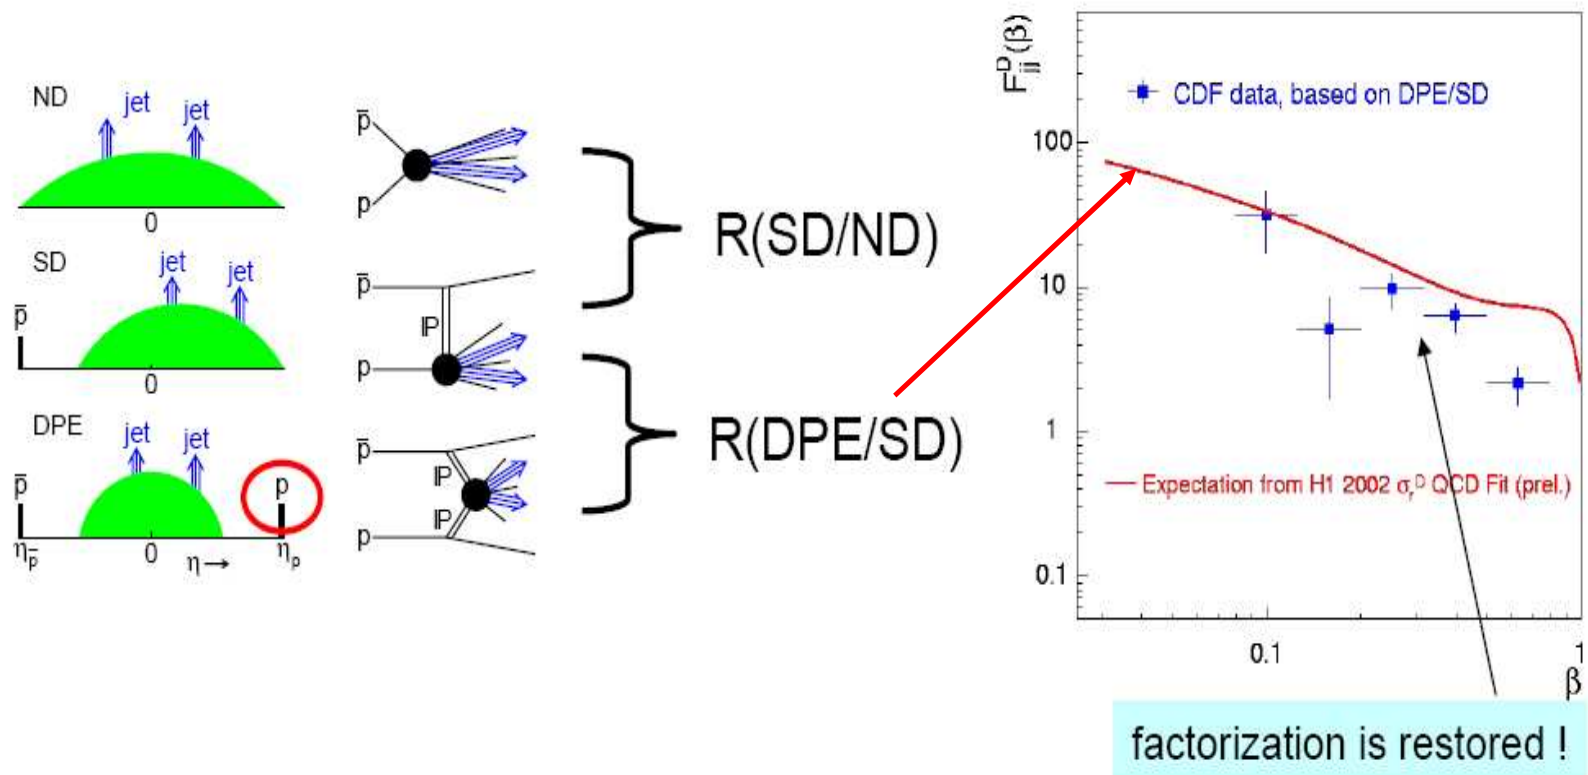 ND
jet
jet
0
SD
jet
jet
p̅
0
DPE
jet
jet
p̅
p
η_p̅
0
η→
η_p
p̅
p
p̅
IP
p
p̅
IP
IP
p
R(SD/ND)
R(DPE/SD)
F_jj^D(β)
CDF data, based on DPE/SD
100
10
1
0.1
Expectation from H1 2002 σ_r^D QCD Fit (prel.)
0.1
1
β
factorization is restored !